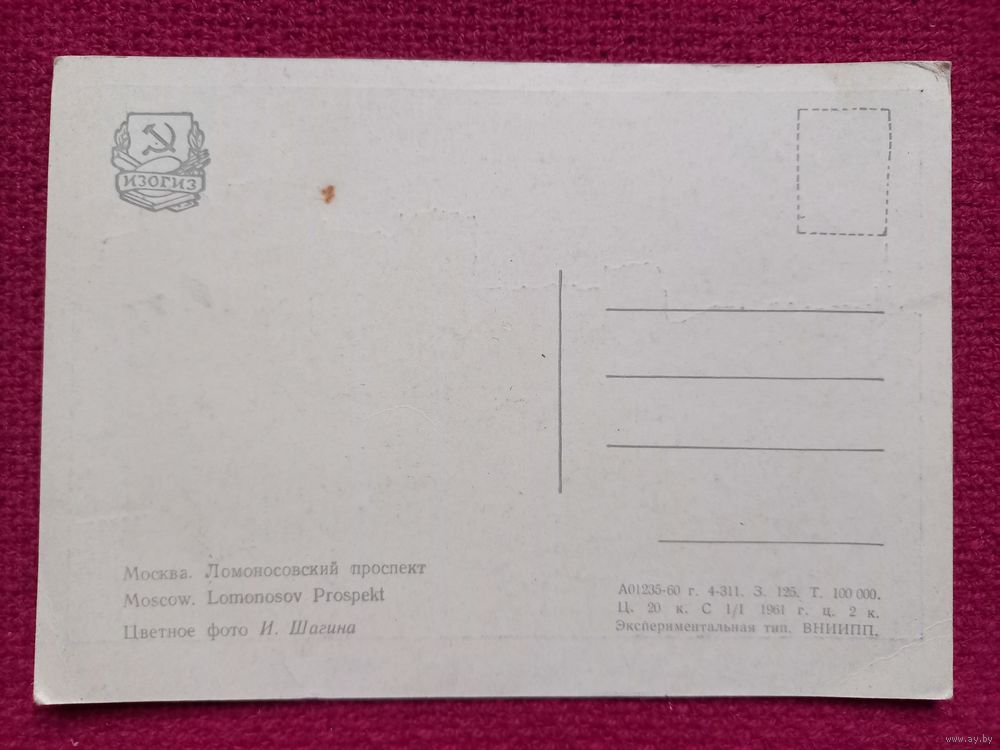 ИЗОГИЗ
Москва. Ломоносовский проспект
Moscow. Lomonosov Prospekt
Цветное фото И. Шагина
А01235-60 г. 4-311. З. 125. Т. 100 000.
Ц. 20 к. С 1/I 1961 г. ц. 2 к.
Экспериментальная тип. ВНИИПП.
www.ay.by